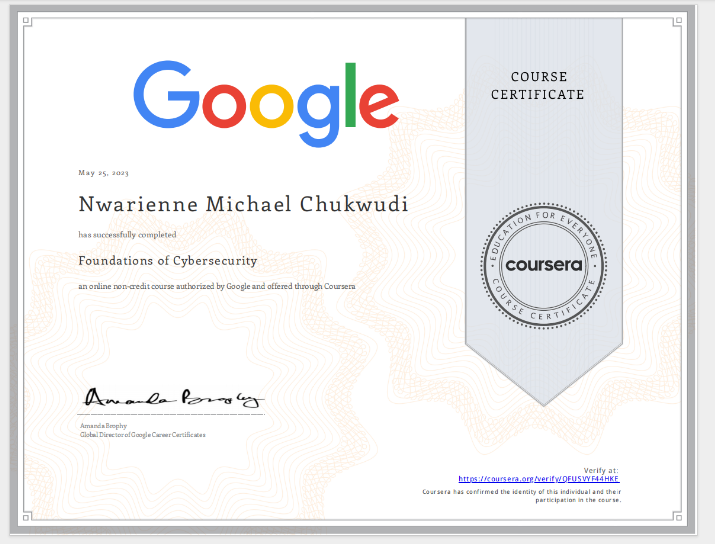 Google
COURSE
CERTIFICATE
May 25, 2023
Nwarienne Michael Chukwudi
has successfully completed
Foundations of Cybersecurity
an online non-credit course authorized by Google and offered through Coursera
EDUCATION FOR EVERYONE
coursera
COURSE CERTIFICATE
Amanda Brophy
Amanda Brophy
Global Director of Google Career Certificates
Verify at:
https://coursera.org/verify/QFUSVYF44HKE
Coursera has confirmed the identity of this individual and their
participation in the course.